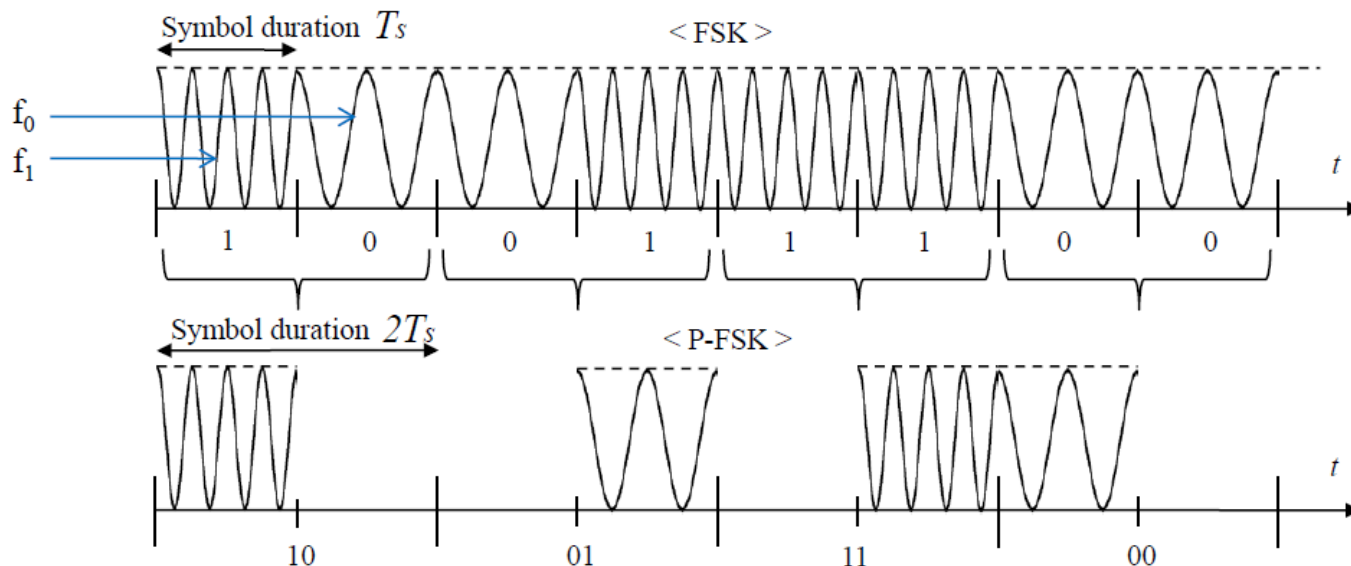 Symbol duration Ts < FSK >
f0
f1
t
1 0 0 1 1 1 0 0
Symbol duration 2Ts < P-FSK >
t
10 01 11 00